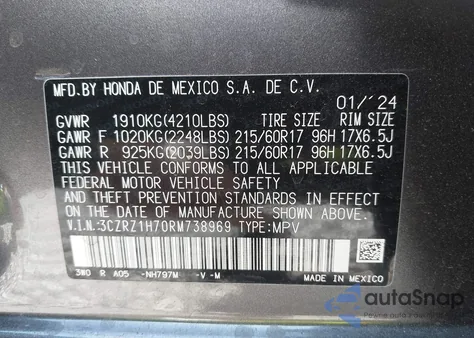 MFD.BY HONDA DE MEXICO S.A. DE C.V.
01/'24
GVWR 1910KG(4210LBS) TIRE SIZE RIM SIZE
GAWR F 1020KG(2248LBS) 215/60R17 96H 17X6.5J
GAWR R 925KG(2039LBS) 215/60R17 96H 17X6.5J
THIS VEHICLE CONFORMS TO ALL APPLICABLE
FEDERAL MOTOR VEHICLE SAFETY
AND THEFT PREVENTION STANDARDS IN EFFECT
ON THE DATE OF MANUFACTURE SHOWN ABOVE.
V.I.N.:3CZRZ1H70RM738969 TYPE:MPV
3W0 R A05 -NH797M -V -M
MADE IN MEXICO
autoSnap
Powered by AutoBidMaster